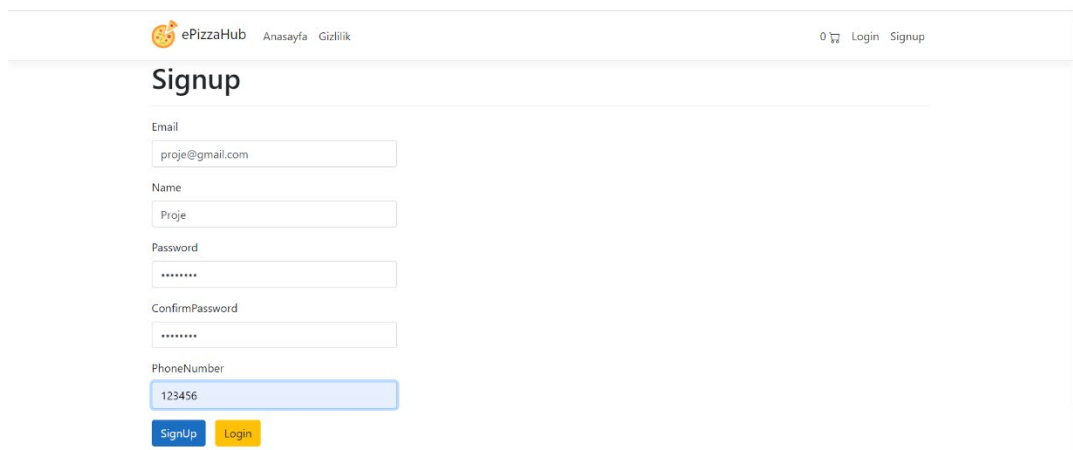 ePizzaHub Anasayfa Gizlilik 0 Login Signup
Signup
Email
proje@gmail.com
Name
Proje
Password
••••••••
ConfirmPassword
••••••••
PhoneNumber
123456
SignUp Login